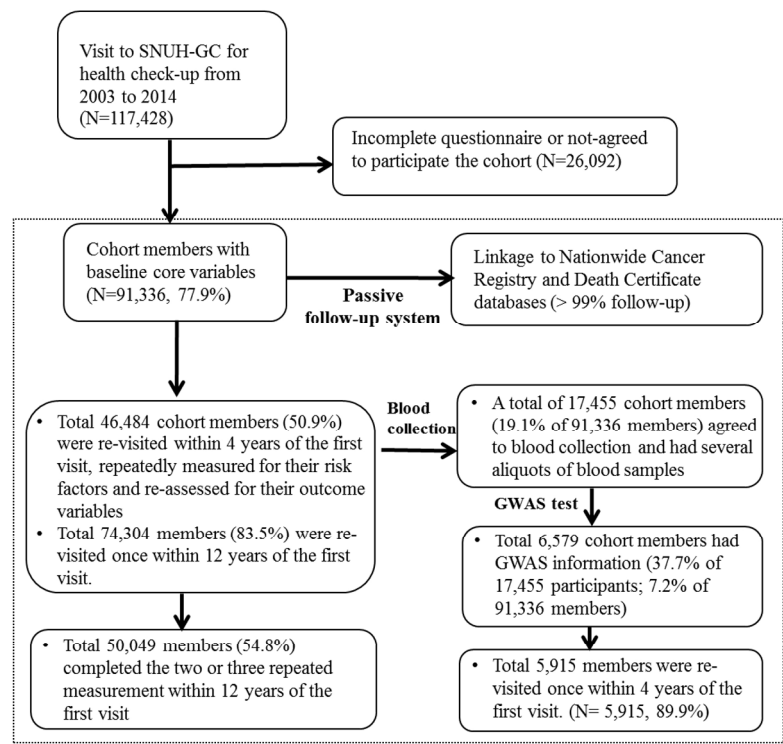 Visit to SNUH-GC for
health check-up from
2003 to 2014
(N=117,428)
Incomplete questionnaire or not-agreed
to participate the cohort (N=26,092)
Cohort members with
baseline core variables
(N=91,336, 77.9%)
Passive
follow-up system
Linkage to Nationwide Cancer
Registry and Death Certificate
databases (> 99% follow-up)
• Total 46,484 cohort members (50.9%)
were re-visited within 4 years of the first
visit, repeatedly measured for their risk
factors and re-assessed for their outcome
variables
• Total 74,304 members (83.5%) were re-
visited once within 12 years of the first
visit.
Blood
collection
• A total of 17,455 cohort members
(19.1% of 91,336 members) agreed
to blood collection and had several
aliquots of blood samples
GWAS test
• Total 6,579 cohort members had
GWAS information (37.7% of
17,455 participants; 7.2% of
91,336 members)
• Total 50,049 members (54.8%)
completed the two or three repeated
measurement within 12 years of the
first visit
• Total 5,915 members were re-
visited once within 4 years of the
first visit. (N= 5,915, 89.9%)